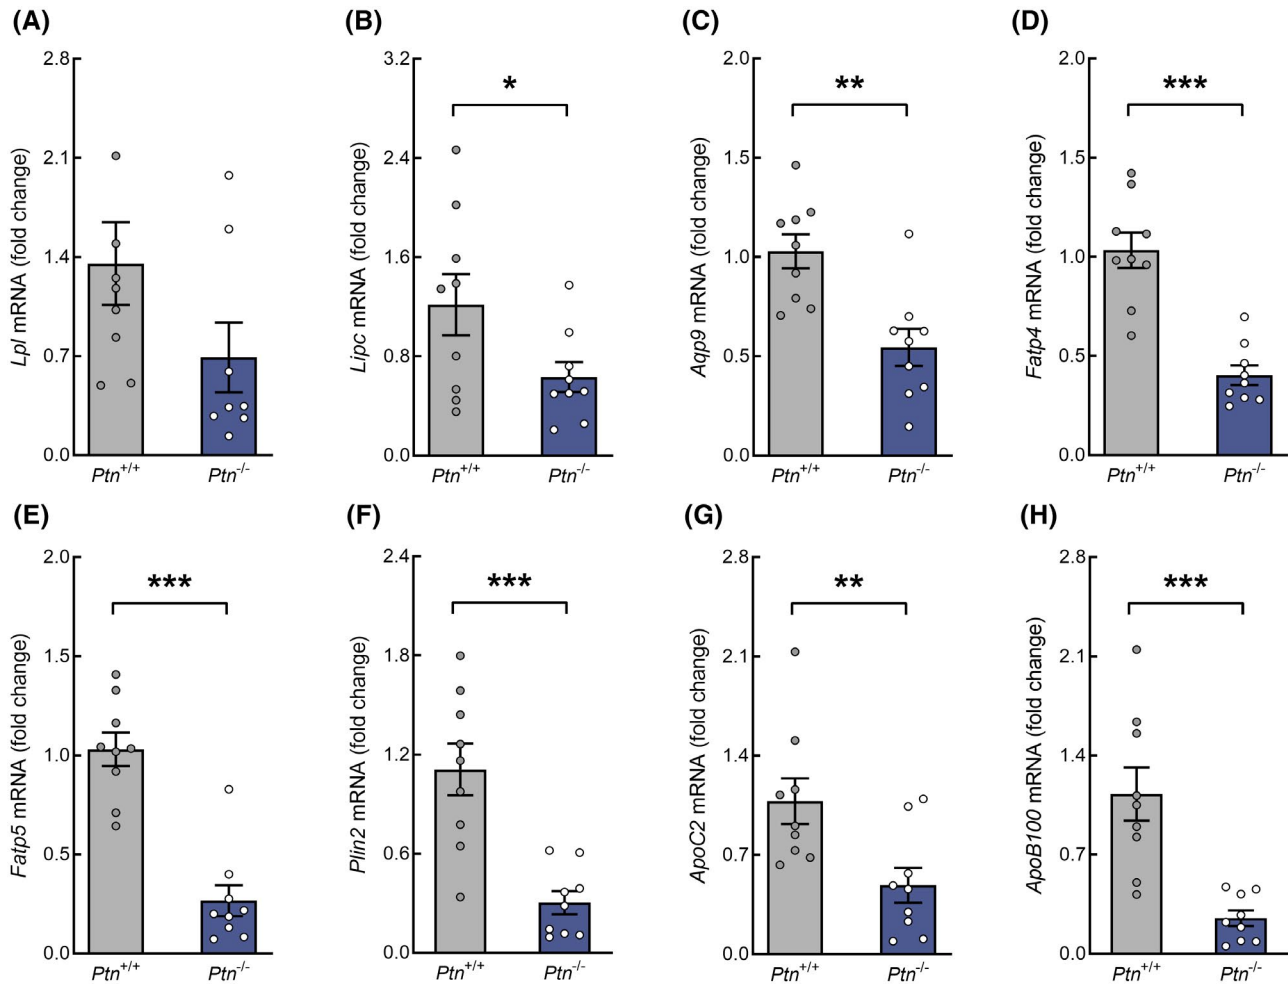 (A)
2.8
2.1
1.4
0.7
0.0
Lpl mRNA (fold change)
Ptn+/+
Ptn-/-
(B)
3.2
2.4
1.6
0.8
0.0
Lipc mRNA (fold change)
*
Ptn+/+
Ptn-/-
(C)
2.0
1.5
1.0
0.5
0.0
Aqp9 mRNA (fold change)
**
Ptn+/+
Ptn-/-
(D)
2.0
1.5
1.0
0.5
0.0
Fatp4 mRNA (fold change)
***
Ptn+/+
Ptn-/-
(E)
2.0
1.5
1.0
0.5
0.0
Fatp5 mRNA (fold change)
***
Ptn+/+
Ptn-/-
(F)
2.4
1.8
1.2
0.6
0.0
Plin2 mRNA (fold change)
***
Ptn+/+
Ptn-/-
(G)
2.8
2.1
1.4
0.7
0.0
ApoC2 mRNA (fold change)
**
Ptn+/+
Ptn-/-
(H)
2.8
2.1
1.4
0.7
0.0
ApoB100 mRNA (fold change)
***
Ptn+/+
Ptn-/-